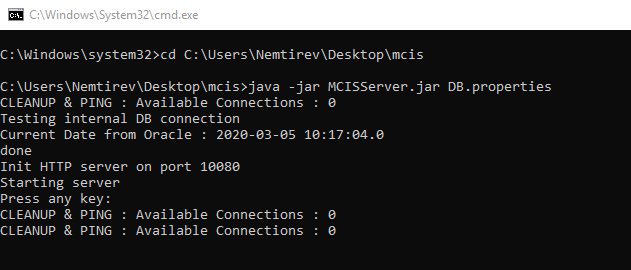 C:\Windows\System32\cmd.exe
C:\Windows\system32>cd C:\Users\Nemtirev\Desktop\mcis
C:\Users\Nemtirev\Desktop\mcis>java -jar MCISServer.jar DB.properties
CLEANUP & PING : Available Connections : 0
Testing internal DB connection
Current Date from Oracle : 2020-03-05 10:17:04.0
done
Init HTTP server on port 10080
Starting server
Press any key:
CLEANUP & PING : Available Connections : 0
CLEANUP & PING : Available Connections : 0